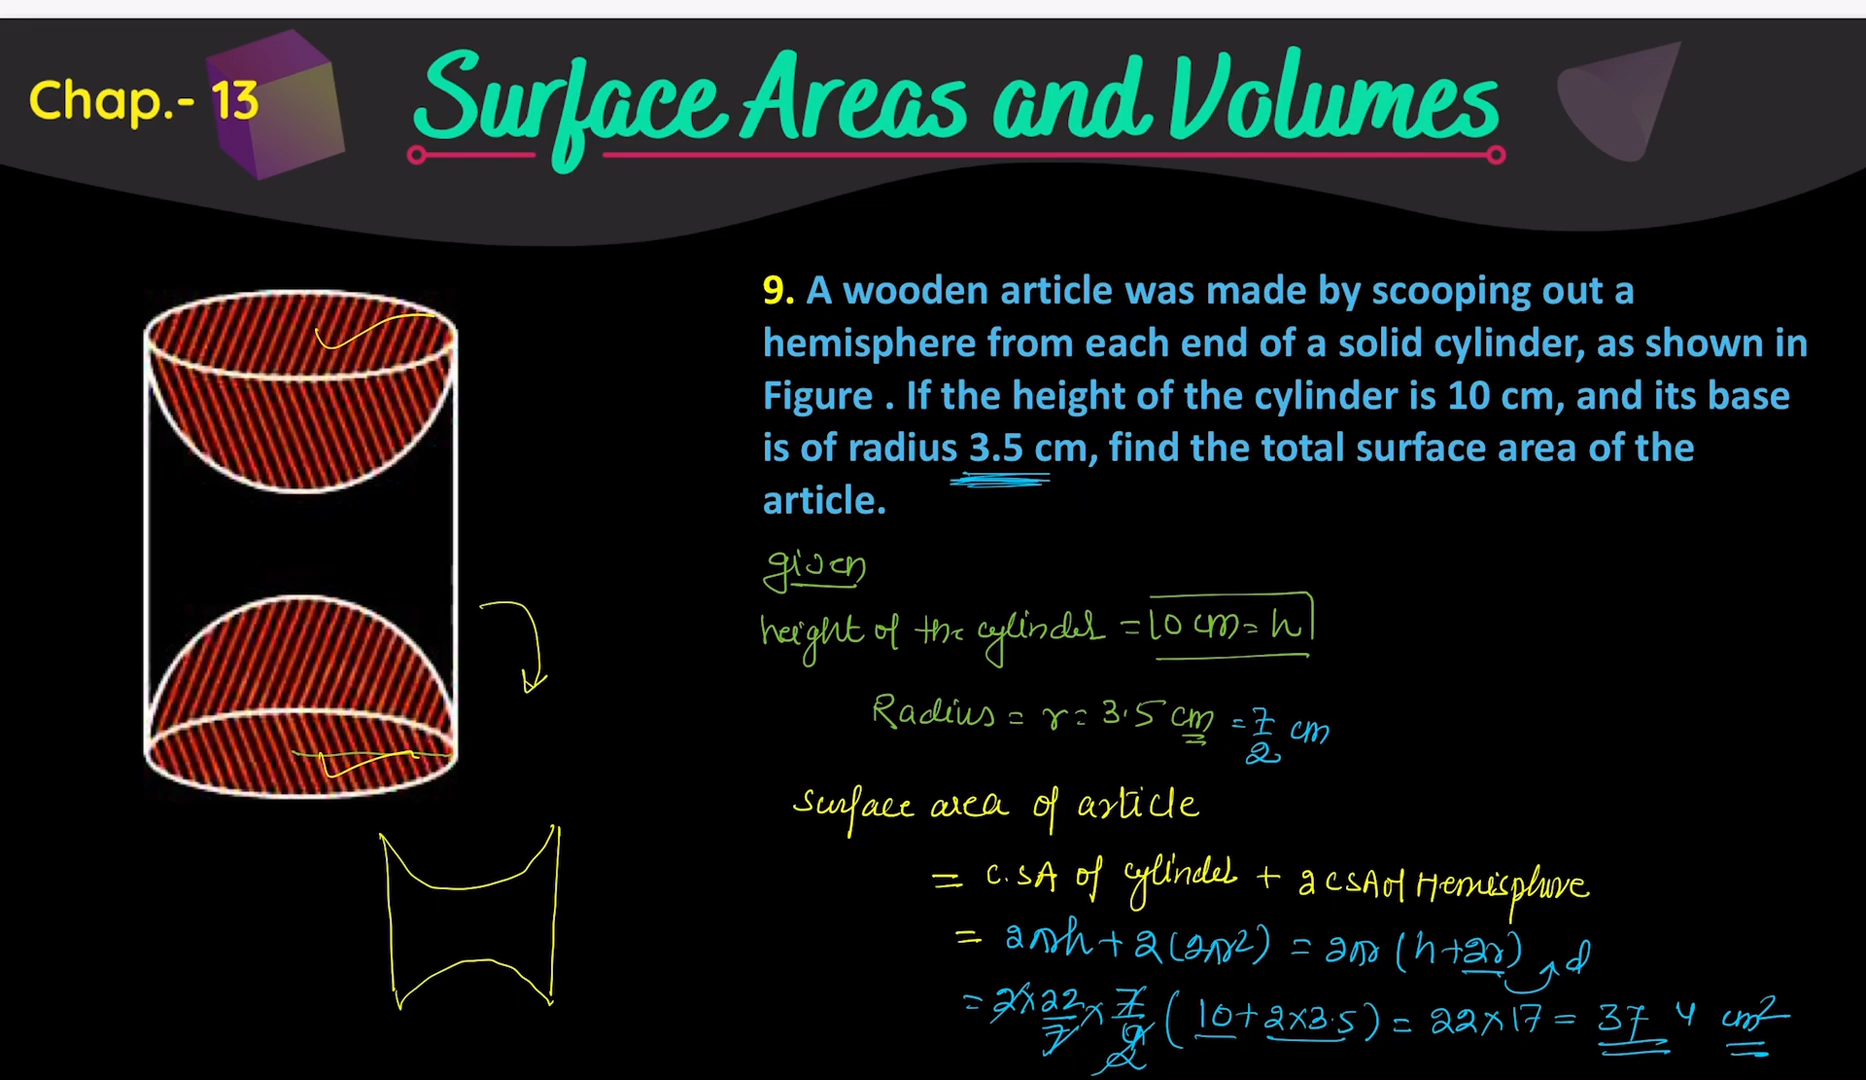 Chap.- 13
Surface Areas and Volumes
9. A wooden article was made by scooping out a
hemisphere from each end of a solid cylinder, as shown in
Figure . If the height of the cylinder is 10 cm, and its base
is of radius 3.5 cm, find the total surface area of the
article.
given
height of the cylinder = 10 cm = h
Radius = r = 3.5 cm = 7/2 cm
Surface area of article
= C.SA of cylinder + 2 CSA of Hemisphere
= 2πrh + 2(2πr²) = 2πr (h+2r) d
= 2×22/7 × 7/2 (10+2×3.5) = 22×17 = 374 cm²